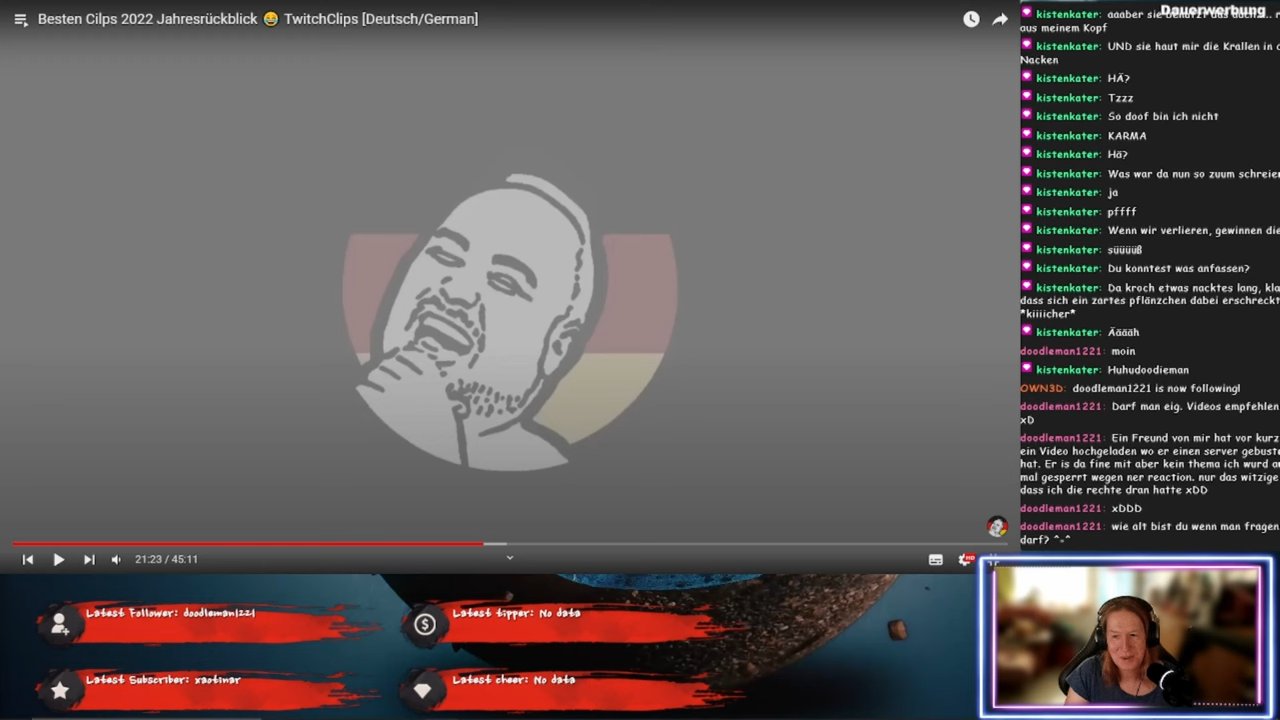 Besten Cilps 2022 Jahresrückblick 😂 TwitchClips [Deutsch/German]
Dauerwerbung
kistenkater: aaaber sie
aus meinem Kopf
kistenkater: UND sie haut mir die Krallen in
Nacken
kistenkater: HÄ?
kistenkater: Tzzz
kistenkater: So doof bin ich nicht
kistenkater: KARMA
kistenkater: Hä?
kistenkater: Was war da nun so zuum
kistenkater: ja
kistenkater: pffff
kistenkater: Wenn wir verlieren, gewinnen
kistenkater: süüüüß
kistenkater: Du konntest was anfassen?
kistenkater: Da kroch etwas nacktes lang,
dass sich ein zartes pflänzchen dabei
*kiiiicher*
kistenkater: Äääähh
doodleman1221: moin
kistenkater: Huhudoodieman
OWN3D: doodleman1221 is now following!
doodleman1221: Darf man eig. Videos empfehlen
xD
doodleman1221: Ein Freund von mir hat vor
ein Video hochgeladen wo er einen server
hat. Er is da fine mit aber kein thema ich wurd
mal gesperrt wegen ner reaction. nur das witzige
dass ich die rechte dran hatte xDD
doodleman1221: xDDD
doodleman1221: wie alt bist du wenn man fragen
darf? ^-^
21:23 / 45:11
HD
Latest Follower: doodleman1221
Latest tipper: No data
Latest Subscriber: xaotinar
Latest cheer: No data